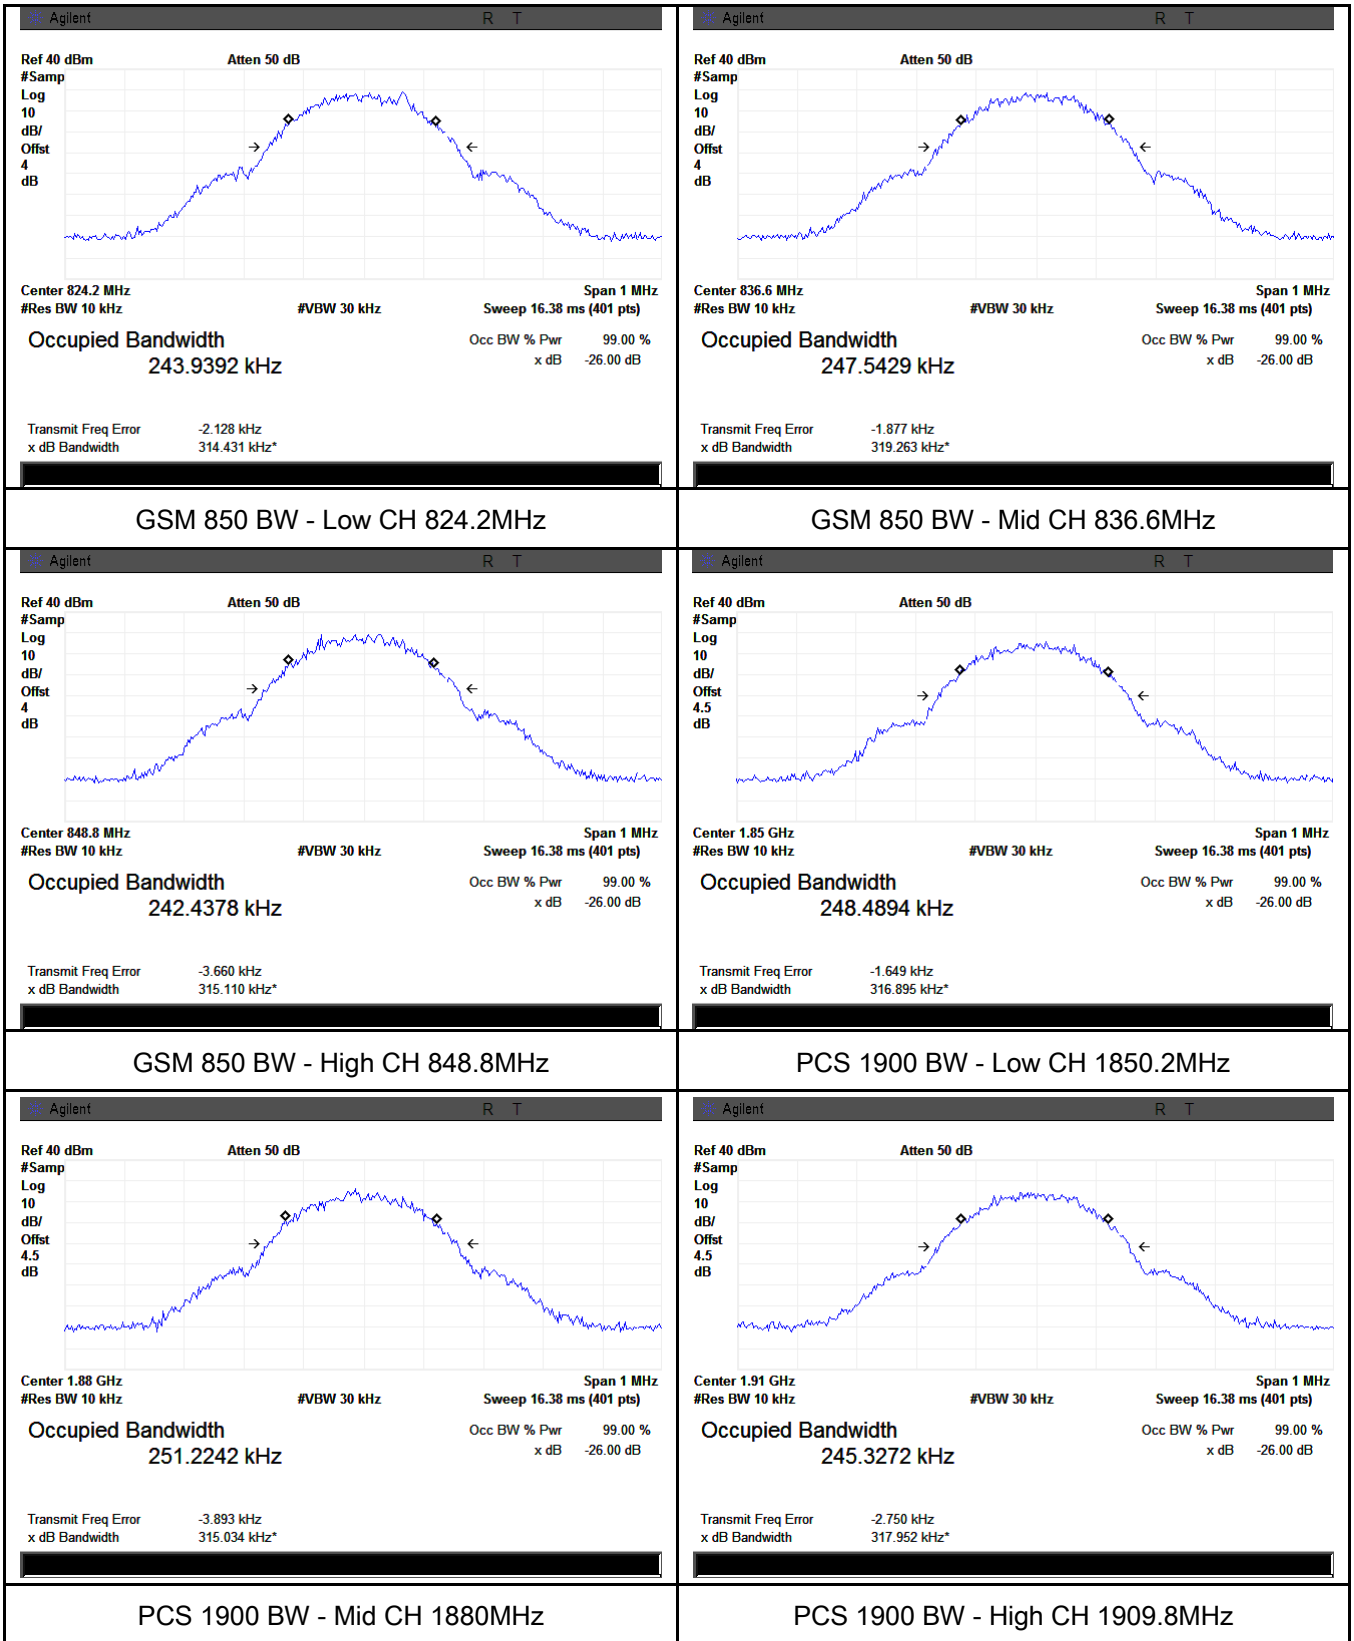 Agilent R T
Ref 40 dBm Atten 50 dB
#Samp
Log
10
dB/
Offst
4
dB
Center 824.2 MHz Span 1 MHz
#Res BW 10 kHz #VBW 30 kHz Sweep 16.38 ms (401 pts)
Occupied Bandwidth Occ BW % Pwr 99.00 %
243.9392 kHz x dB -26.00 dB
Transmit Freq Error -2.128 kHz
x dB Bandwidth 314.431 kHz*
GSM 850 BW - Low CH 824.2MHz
Agilent R T
Ref 40 dBm Atten 50 dB
#Samp
Log
10
dB/
Offst
4
dB
Center 836.6 MHz Span 1 MHz
#Res BW 10 kHz #VBW 30 kHz Sweep 16.38 ms (401 pts)
Occupied Bandwidth Occ BW % Pwr 99.00 %
247.5429 kHz x dB -26.00 dB
Transmit Freq Error -1.877 kHz
x dB Bandwidth 319.263 kHz*
GSM 850 BW - Mid CH 836.6MHz
Agilent R T
Ref 40 dBm Atten 50 dB
#Samp
Log
10
dB/
Offst
4
dB
Center 848.8 MHz Span 1 MHz
#Res BW 10 kHz #VBW 30 kHz Sweep 16.38 ms (401 pts)
Occupied Bandwidth Occ BW % Pwr 99.00 %
242.4378 kHz x dB -26.00 dB
Transmit Freq Error -3.660 kHz
x dB Bandwidth 315.110 kHz*
GSM 850 BW - High CH 848.8MHz
Agilent R T
Ref 40 dBm Atten 50 dB
#Samp
Log
10
dB/
Offst
4.5
dB
Center 1.85 GHz Span 1 MHz
#Res BW 10 kHz #VBW 30 kHz Sweep 16.38 ms (401 pts)
Occupied Bandwidth Occ BW % Pwr 99.00 %
248.4894 kHz x dB -26.00 dB
Transmit Freq Error -1.649 kHz
x dB Bandwidth 316.895 kHz*
PCS 1900 BW - Low CH 1850.2MHz
Agilent R T
Ref 40 dBm Atten 50 dB
#Samp
Log
10
dB/
Offst
4.5
dB
Center 1.88 GHz Span 1 MHz
#Res BW 10 kHz #VBW 30 kHz Sweep 16.38 ms (401 pts)
Occupied Bandwidth Occ BW % Pwr 99.00 %
251.2242 kHz x dB -26.00 dB
Transmit Freq Error -3.893 kHz
x dB Bandwidth 315.034 kHz*
PCS 1900 BW - Mid CH 1880MHz
Agilent R T
Ref 40 dBm Atten 50 dB
#Samp
Log
10
dB/
Offst
4.5
dB
Center 1.91 GHz Span 1 MHz
#Res BW 10 kHz #VBW 30 kHz Sweep 16.38 ms (401 pts)
Occupied Bandwidth Occ BW % Pwr 99.00 %
245.3272 kHz x dB -26.00 dB
Transmit Freq Error -2.750 kHz
x dB Bandwidth 317.952 kHz*
PCS 1900 BW - High CH 1909.8MHz